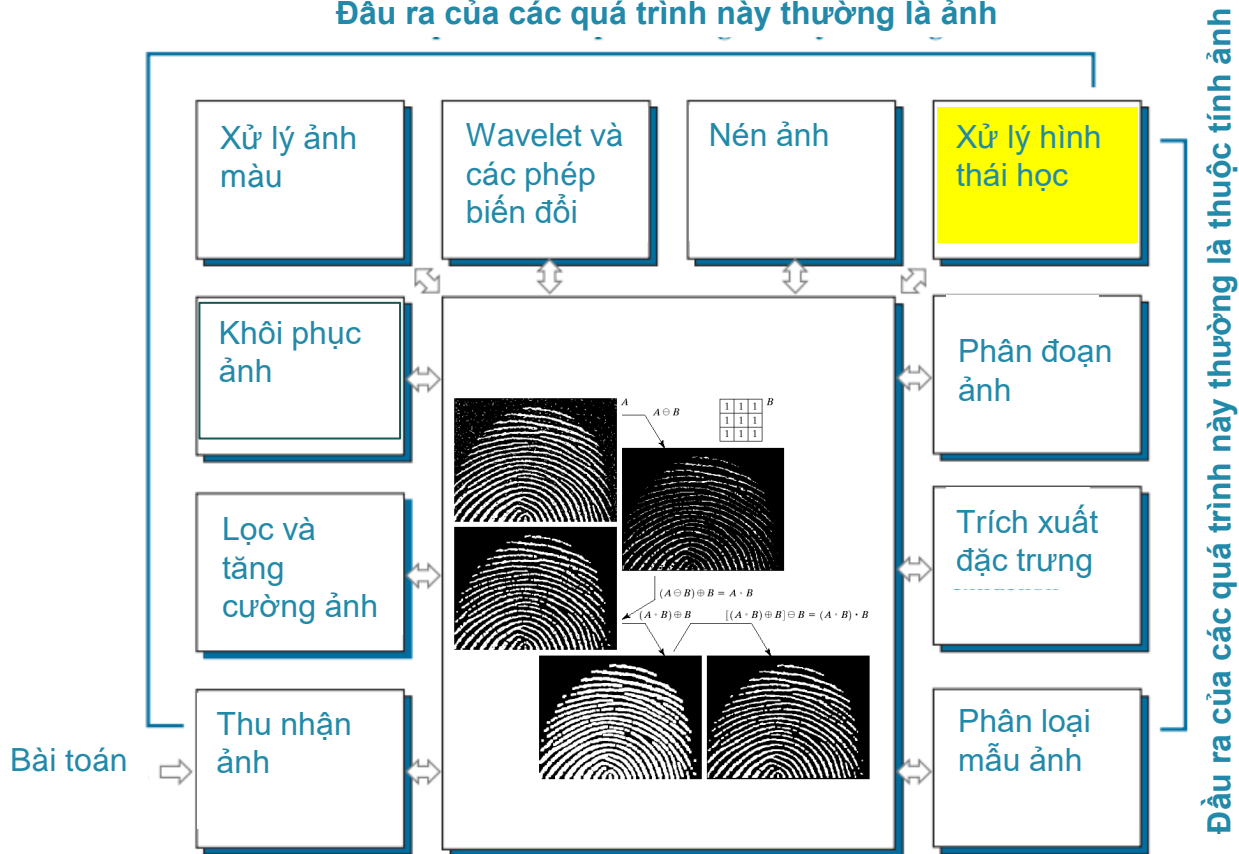 Đầu ra của các quá trình này thường là ảnh
Xử lý ảnh
màu
Wavelet và
các phép
biến đổi
Nén ảnh
Xử lý hình
thái học
Khôi phục
ảnh
Phân đoạn
ảnh
Lọc và
tăng
cường ảnh
Trích xuất
đặc trưng
Bài toán
Thu nhận
ảnh
Phân loại
mẫu ảnh
A
A ⊖ B
1 1 1
1 1 1
1 1 1
B
(A ⊖ B) ⊕ B = A ∘ B
(A ∘ B) ⊕ B
[(A ∘ B) ⊕ B] ⊖ B = (A ∘ B) • B
Đầu ra của các quá trình này thường là thuộc tính ảnh